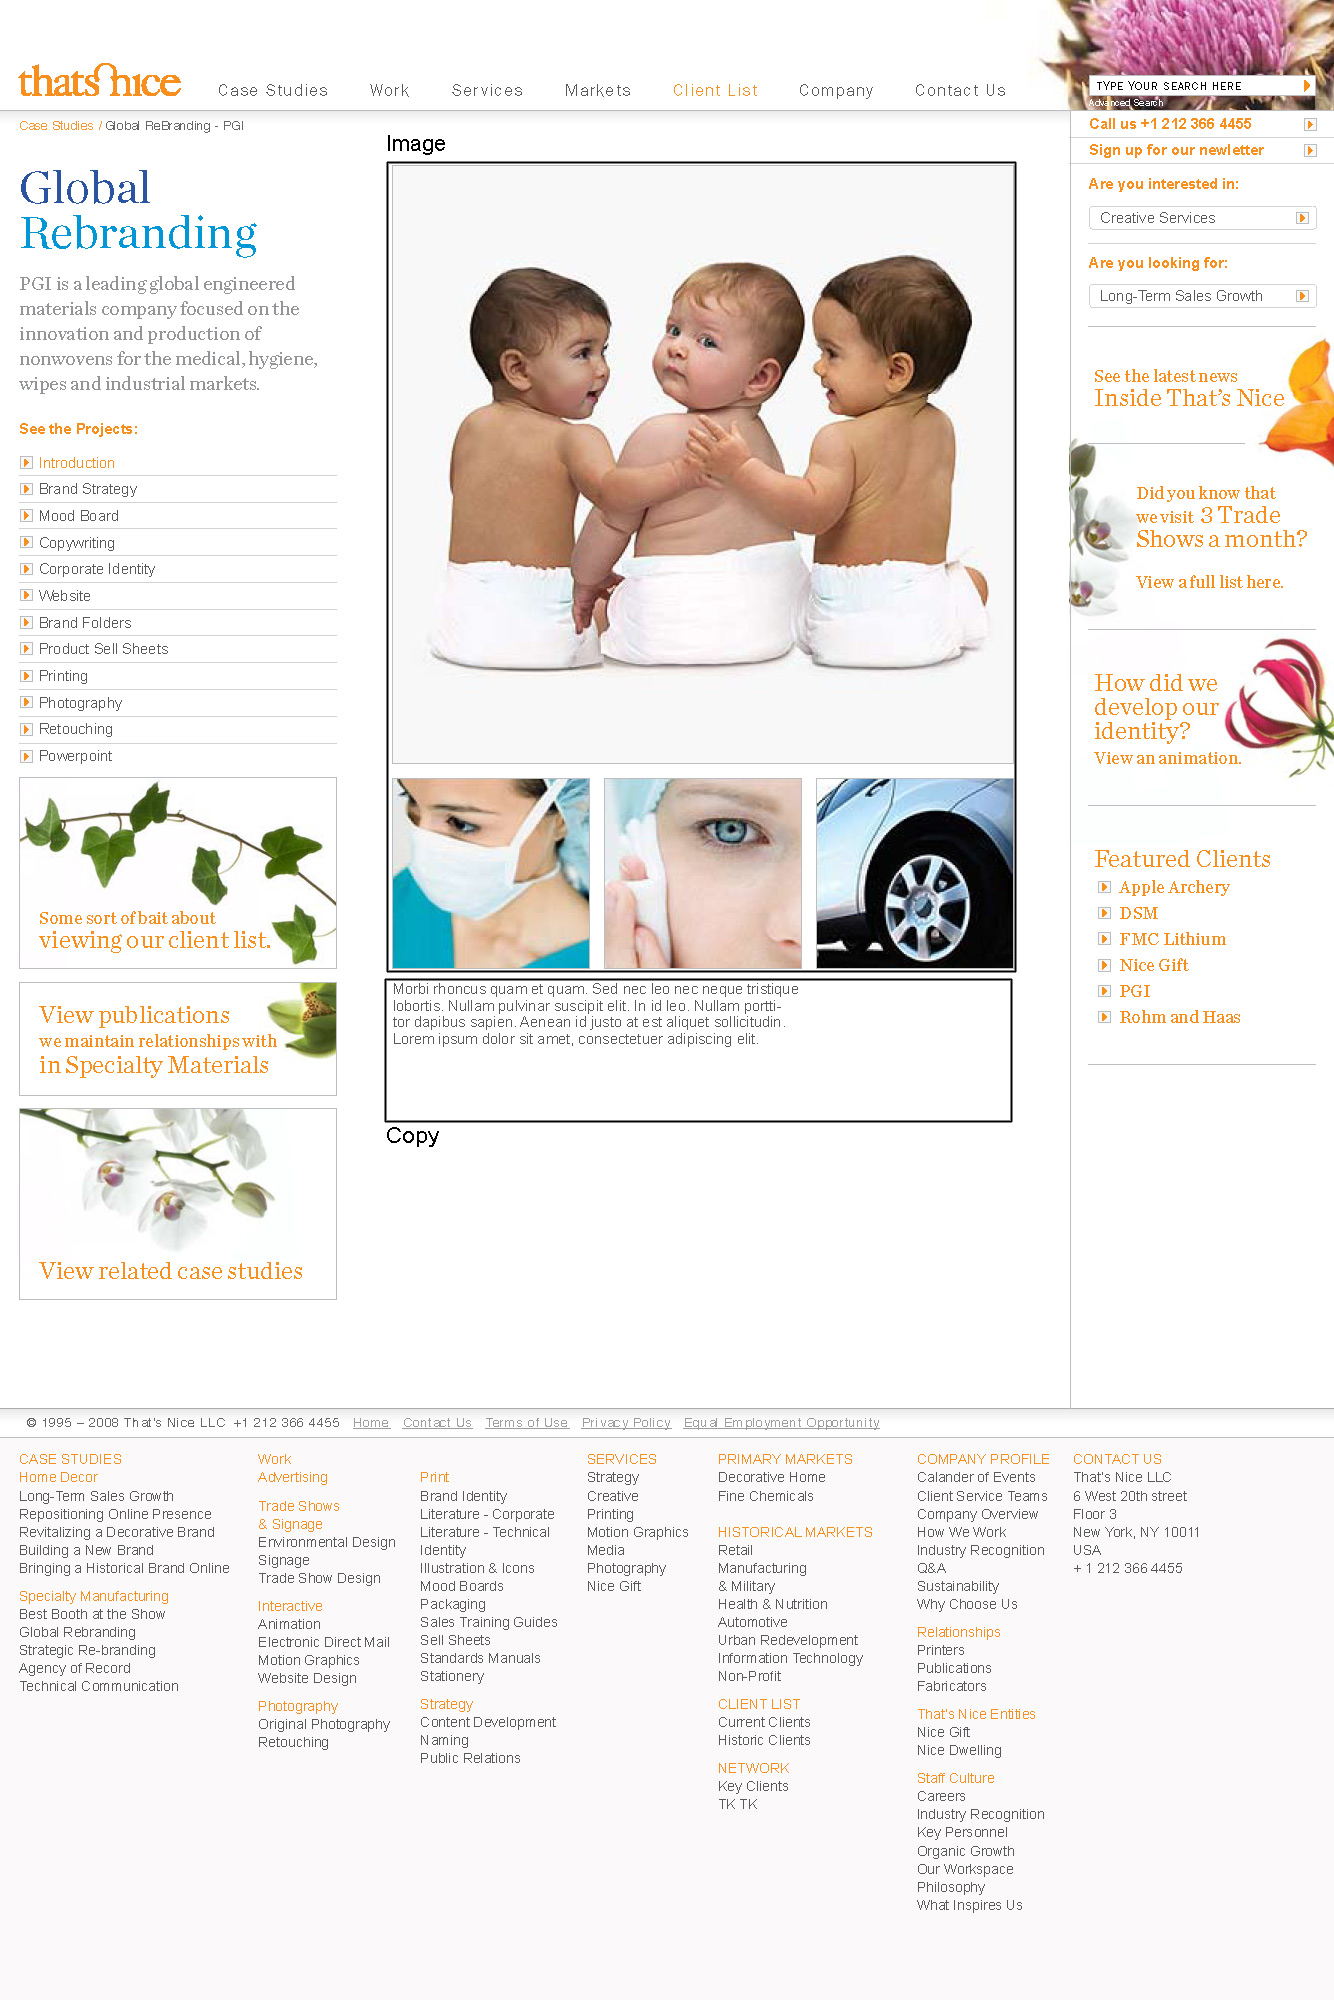 thatsnice
Case Studies
Work
Services
Markets
Client List
Company
Contact Us
TYPE YOUR SEARCH HERE
Advanced Search
Case Studies / Global ReBranding - PGI
Global
Rebranding
PGI is a leading global engineered
materials company focused on the
innovation and production of
nonwovens for the medical, hygiene,
wipes and industrial markets.
See the Projects:
Introduction
Brand Strategy
Mood Board
Copywriting
Corporate Identity
Website
Brand Folders
Product Sell Sheets
Printing
Photography
Retouching
Powerpoint
Some sort of bait about
viewing our client list.
View publications
we maintain relationships with
in Specialty Materials
View related case studies
Image
Morbi rhoncus quam et quam. Sed nec leo nec neque tristique
lobortis. Nullam pulvinar suscipit elit. In id leo. Nullam portti-
tor dapibus sapien. Aenean id justo at est aliquet sollicitudin.
Lorem ipsum dolor sit amet, consectetuer adipiscing elit.
Copy
Call us +1 212 366 4455
Sign up for our newletter
Are you interested in:
Creative Services
Are you looking for:
Long-Term Sales Growth
See the latest news
Inside That's Nice
Did you know that
we visit 3 Trade
Shows a month?
View a full list here.
How did we
develop our
identity?
View an animation.
Featured Clients
Apple Archery
DSM
FMC Lithium
Nice Gift
PGI
Rohm and Haas
© 1995 – 2008 That's Nice LLC +1 212 366 4455 Home Contact Us Terms of Use Privacy Policy Equal Employment Opportunity
CASE STUDIES
Home Decor
Long-Term Sales Growth
Repositioning Online Presence
Revitalizing a Decorative Brand
Building a New Brand
Bringing a Historical Brand Online
Specialty Manufacturing
Best Booth at the Show
Global Rebranding
Strategic Re-branding
Agency of Record
Technical Communication
Work
Advertising
Trade Shows
& Signage
Environmental Design
Signage
Trade Show Design
Interactive
Animation
Electronic Direct Mail
Motion Graphics
Website Design
Photography
Original Photography
Retouching
Print
Brand Identity
Literature - Corporate
Literature - Technical
Identity
Illustration & Icons
Mood Boards
Packaging
Sales Training Guides
Sell Sheets
Standards Manuals
Stationery
Strategy
Content Development
Naming
Public Relations
SERVICES
Strategy
Creative
Printing
Motion Graphics
Media
Photography
Nice Gift
PRIMARY MARKETS
Decorative Home
Fine Chemicals
HISTORICAL MARKETS
Retail
Manufacturing
& Military
Health & Nutrition
Automotive
Urban Redevelopment
Information Technology
Non-Profit
CLIENT LIST
Current Clients
Historic Clients
NETWORK
Key Clients
TK TK
COMPANY PROFILE
Calander of Events
Client Service Teams
Company Overview
How We Work
Industry Recognition
Q&A
Sustainability
Why Choose Us
Relationships
Printers
Publications
Fabricators
That's Nice Entities
Nice Gift
Nice Dwelling
Staff Culture
Careers
Industry Recognition
Key Personnel
Organic Growth
Our Workspace
Philosophy
What Inspires Us
CONTACT US
That's Nice LLC
6 West 20th street
Floor 3
New York, NY 10011
USA
+ 1 212 366 4455